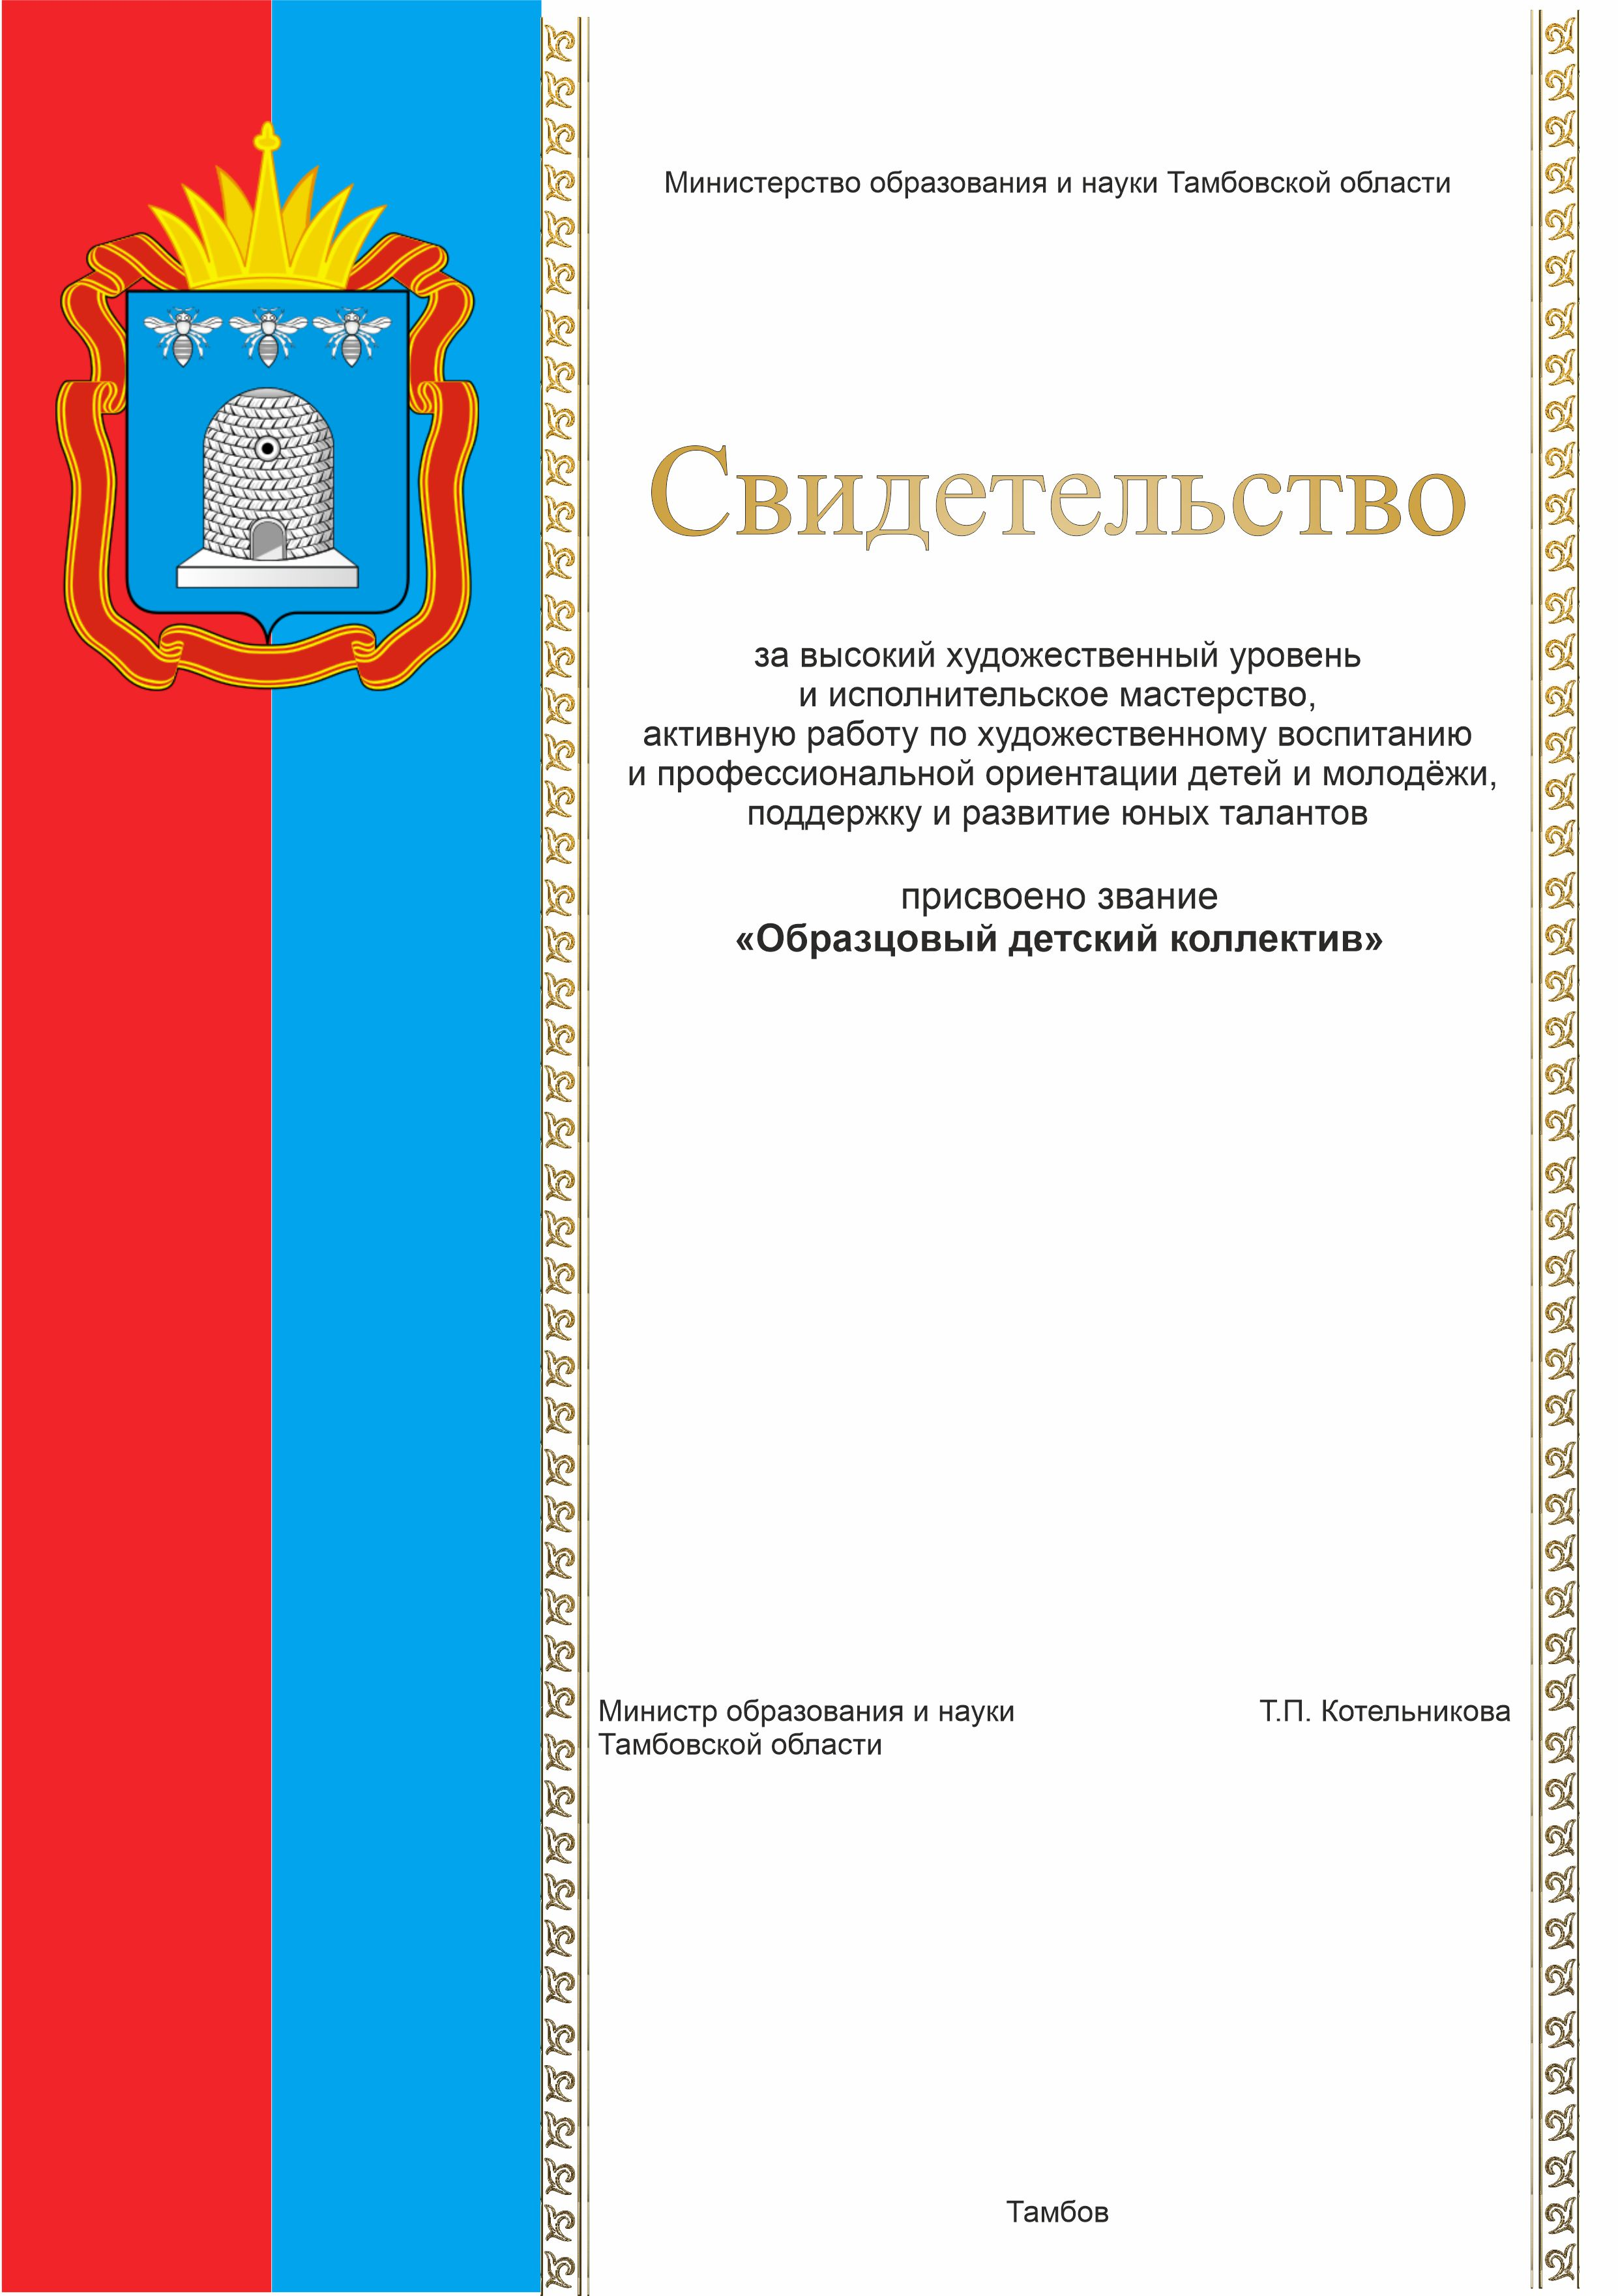 Министерство образования и науки Тамбовской области
Свидетельство
за высокий художественный уровень
и исполнительское мастерство,
активную работу по художественному воспитанию
и профессиональной ориентации детей и молодёжи,
поддержку и развитие юных талантов
присвоено звание
«Образцовый детский коллектив»
Министр образования и науки Т.П. Котельникова
Тамбовской области
Тамбов